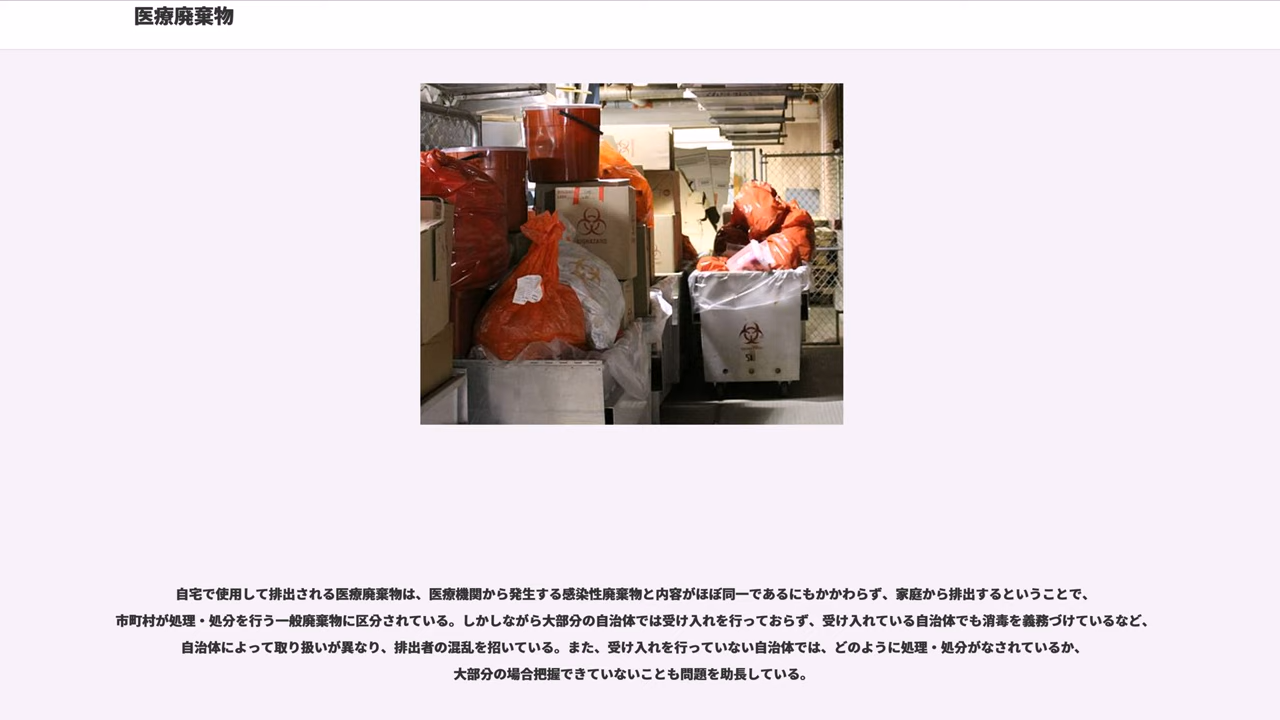 医療廃棄物
BIOHAZARD
自宅で使用して排出される医療廃棄物は、医療機関から発生する感染性廃棄物と内容がほぼ同一であるにもかかわらず、家庭から排出するということで、
市町村が処理・処分を行う一般廃棄物に区分されている。しかしながら大部分の自治体では受け入れを行っておらず、受け入れている自治体でも消毒を義務づけているなど、
自治体によって取り扱いが異なり、排出者の混乱を招いている。また、受け入れを行っていない自治体では、どのように処理・処分がなされているか、
大部分の場合把握できていないことも問題を助長している。